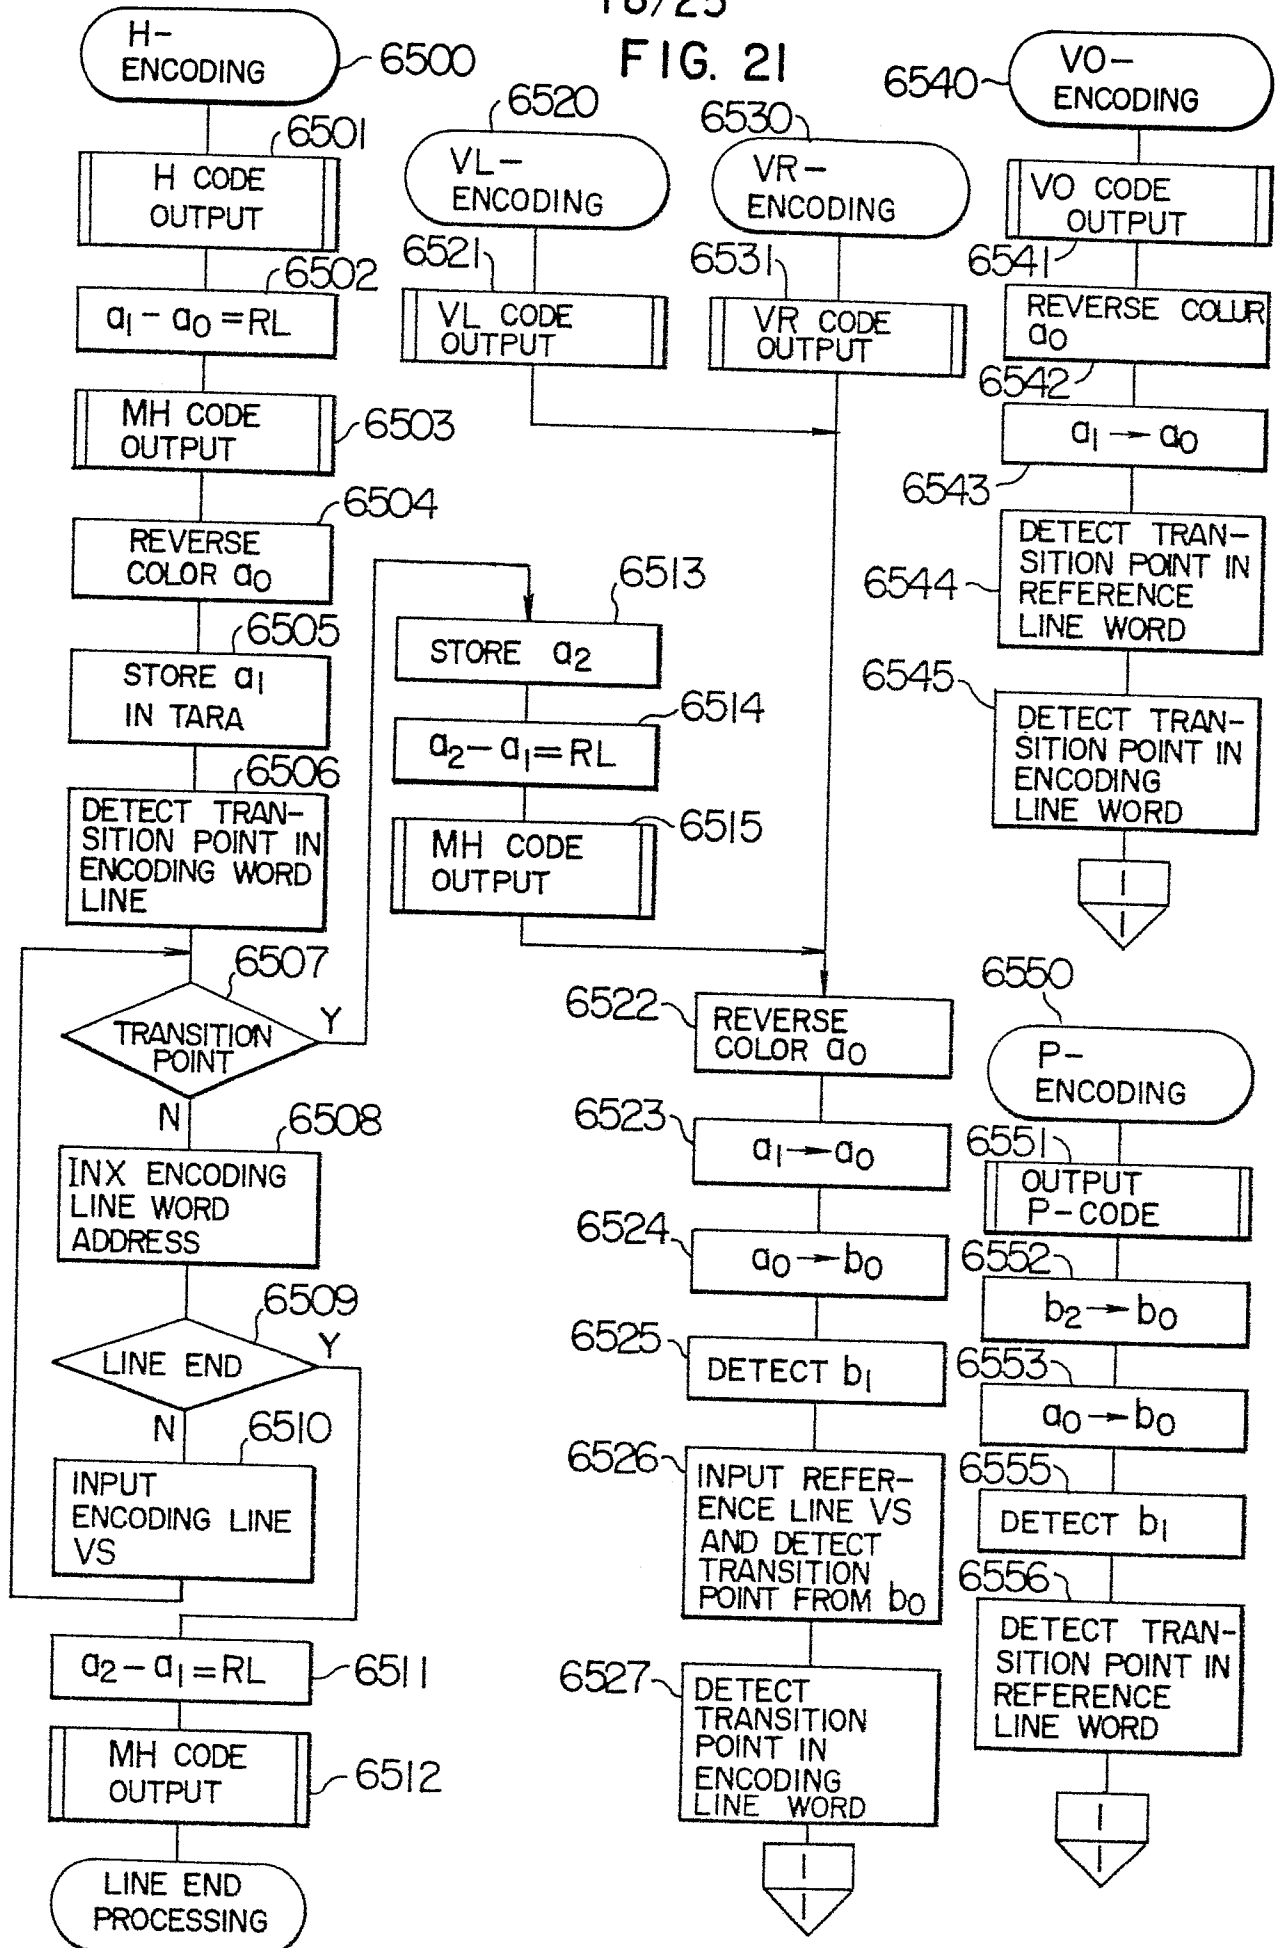 18/25
FIG. 21
H-
ENCODING
6500
6501
H CODE
OUTPUT
6502
a1 - a0 = RL
MH CODE
OUTPUT
6503
6504
REVERSE
COLOR a0
6505
STORE a1
IN TARA
6506
DETECT TRAN-
SITION POINT IN
ENCODING WORD
LINE
6507
TRANSITION
POINT
Y
N
6508
INX ENCODING
LINE WORD
ADDRESS
6509
LINE END
Y
N
6510
INPUT
ENCODING LINE
VS
a2 - a1 = RL
6511
MH CODE
OUTPUT
6512
LINE END
PROCESSING
6513
STORE a2
6514
a2 - a1 = RL
6515
MH CODE
OUTPUT
6520
VL-
ENCODING
6521
VL CODE
OUTPUT
6530
VR-
ENCODING
6531
VR CODE
OUTPUT
6522
REVERSE
COLOR a0
6523
a1 → a0
6524
a0 → b0
6525
DETECT b1
6526
INPUT REFER-
ENCE LINE VS
AND DETECT
TRANSITION
POINT FROM b0
6527
DETECT
TRANSITION
POINT IN
ENCODING
LINE WORD
I
I
6540
VO-
ENCODING
VO CODE
OUTPUT
6541
REVERSE COLUR
a0
6542
a1 → a0
6543
DETECT TRAN-
SITION POINT IN
REFERENCE
LINE WORD
6544
6545
DETECT TRAN-
SITION POINT IN
ENCODING
LINE WORD
I
I
6550
P-
ENCODING
6551
OUTPUT
P-CODE
6552
b2 → b0
6553
a0 → b0
6555
DETECT b1
6556
DETECT TRAN-
SITION POINT IN
REFERENCE
LINE WORD
I
I